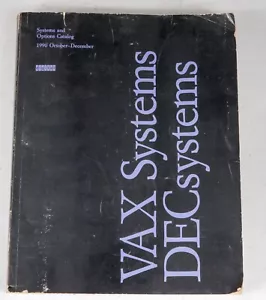 Systems and
Options Catalog
1990 October-December
VAX Systems
DECsystems